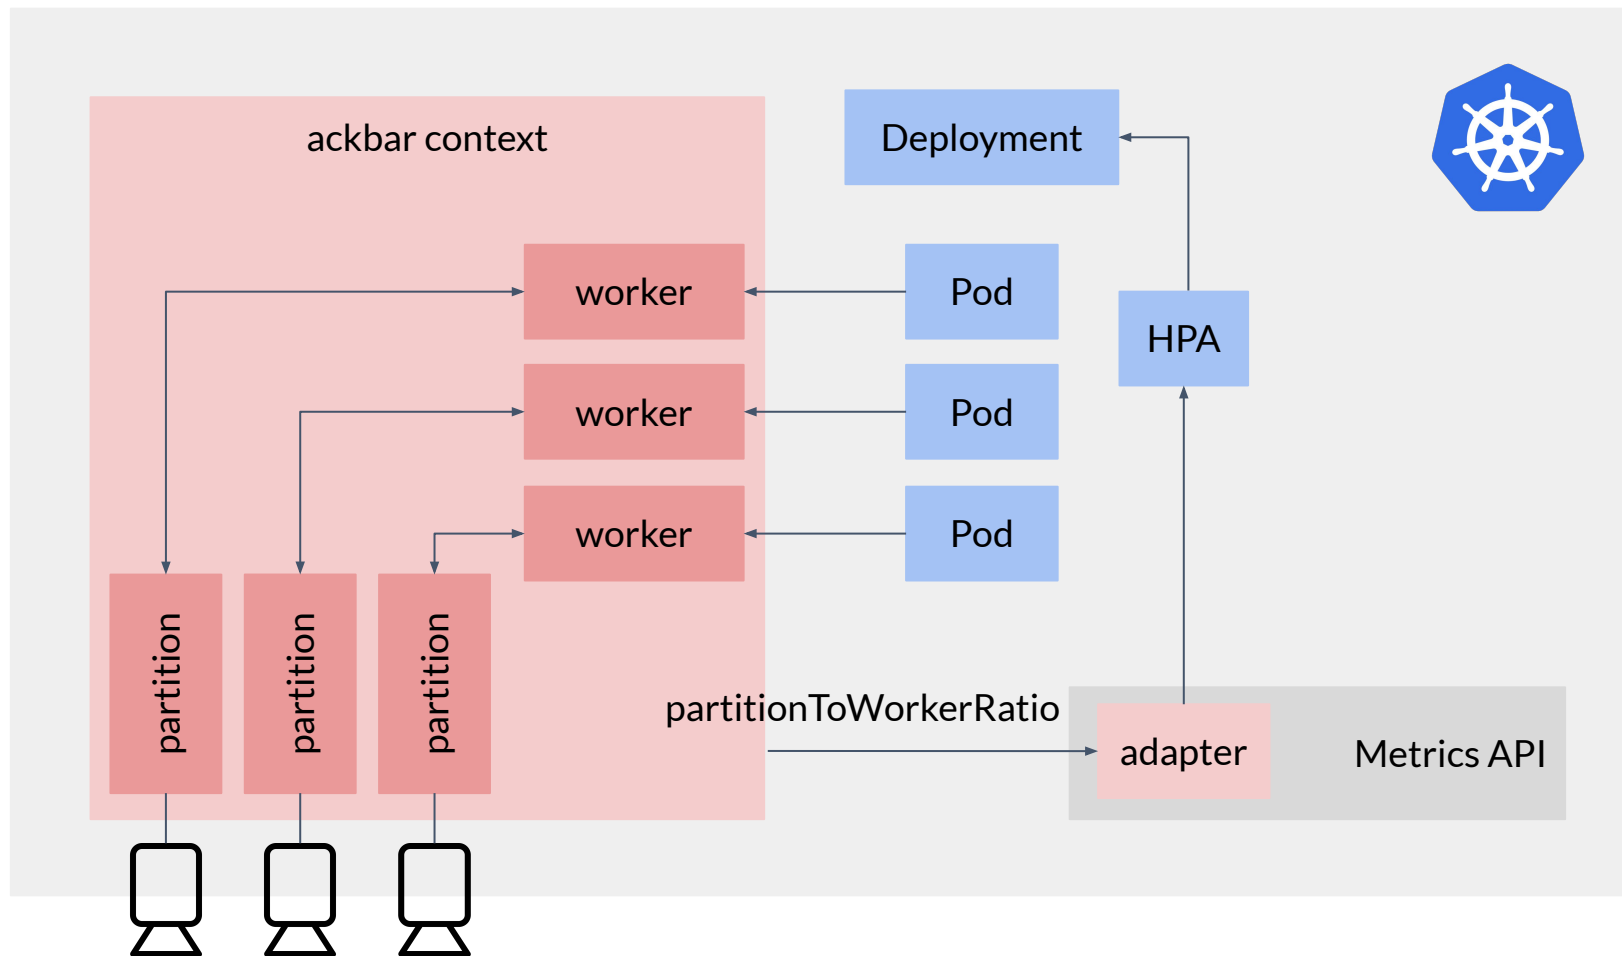 ackbar context
Deployment
worker
Pod
HPA
worker
Pod
worker
Pod
partition
partition
partition
partitionToWorkerRatio
adapter
Metrics API